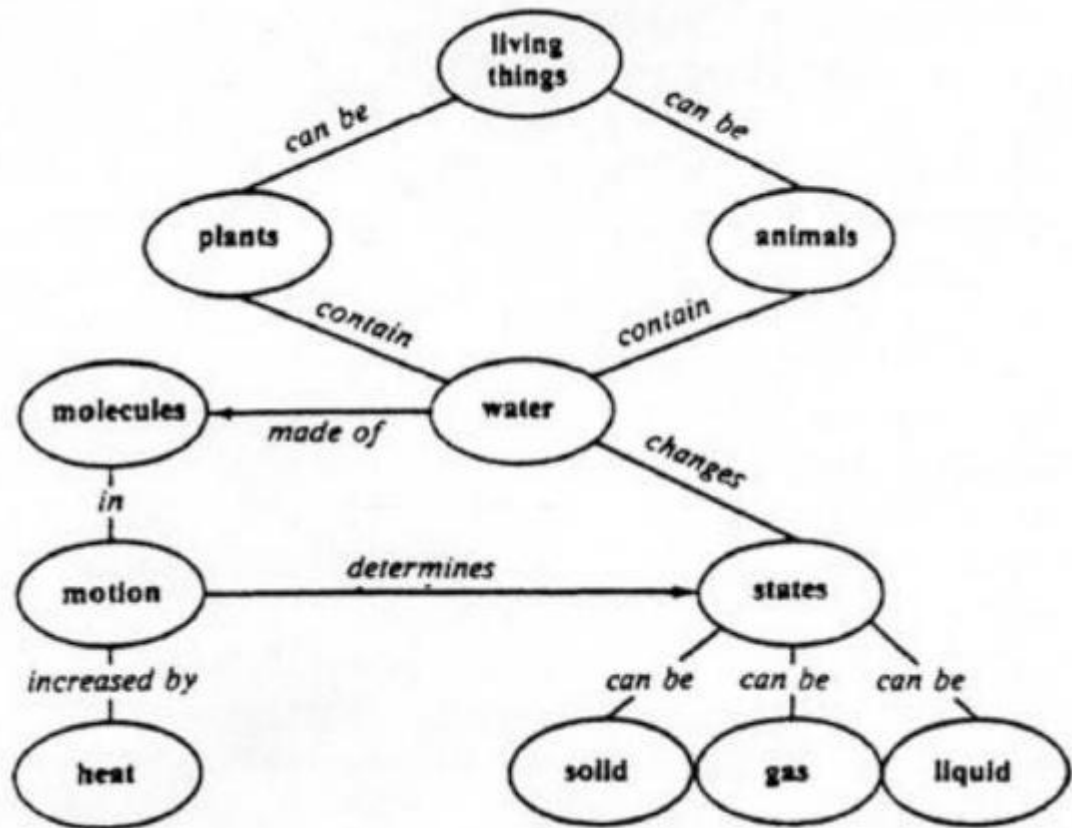 living
things
can be
can be
plants
animals
contain
contain
molecules
made of
water
changes
in
motion
determines
states
increased by
can be
can be
can be
heat
solid
gas
liquid